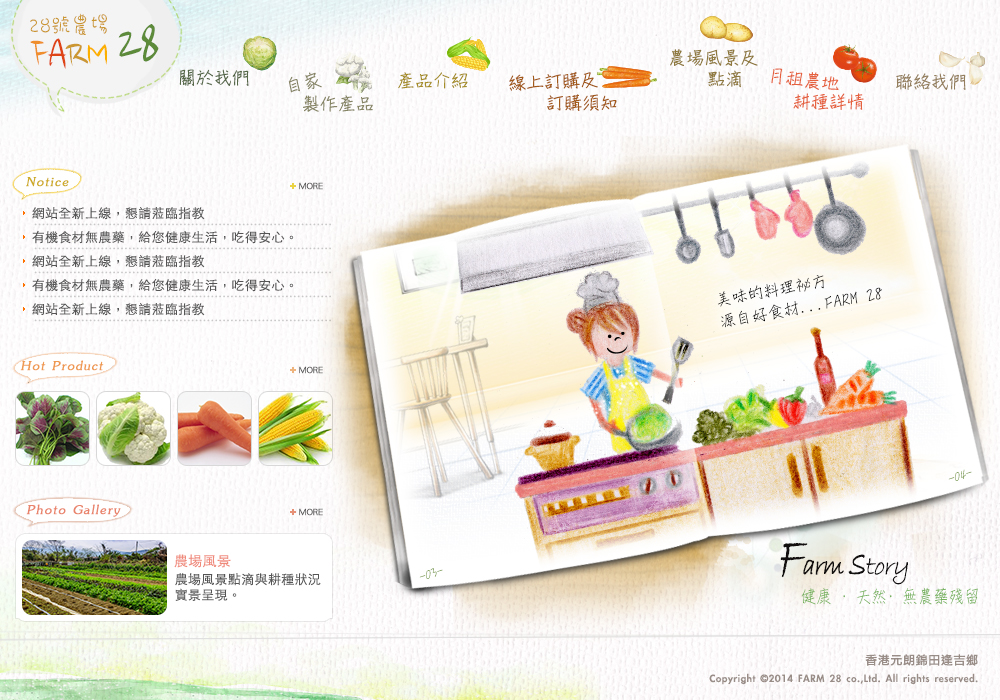 28號農場
FARM 28
關於我們
自家
製作產品
產品介紹
線上訂購及
訂購須知
農場風景及
點滴
月租農地
耕種詳情
聯絡我們
Notice
MORE
網站全新上線，懇請蒞臨指教
有機食材無農藥，給您健康生活，吃得安心。
網站全新上線，懇請蒞臨指教
有機食材無農藥，給您健康生活，吃得安心。
網站全新上線，懇請蒞臨指教
Hot Product
MORE
Photo Gallery
MORE
農場風景
農場風景點滴與耕種狀況
實景呈現。
美味的料理祕方
源自好食材...FARM 28
-03-
-04-
Farm Story
健康 · 天然· 無農藥殘留
香港元朗錦田逢吉鄉
Copyright ©2014 FARM 28 co.,Ltd. All rights reserved.